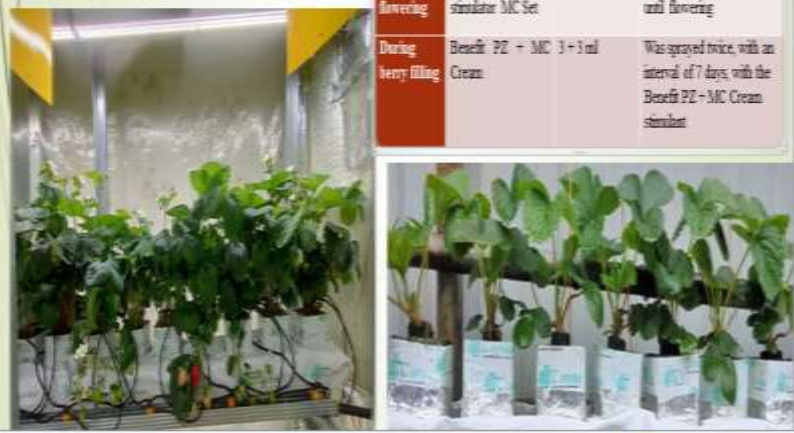 flowering stimulator MC Set until flowering
During Benefit PZ + MC 3+3 ml Was sprayed twice, with an
berry filling Cream interval of 7 days, with the
Benefit PZ + MC Cream
stimulant